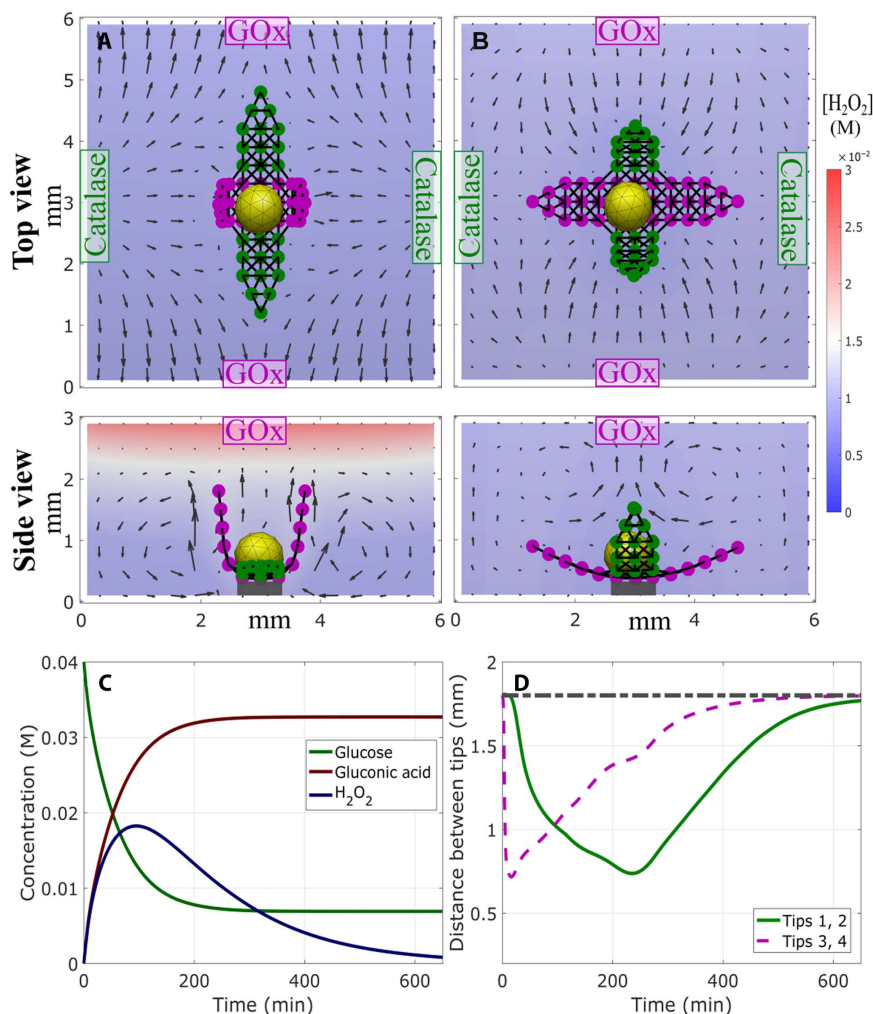 A
B
GOx
GOx
[H₂O₂]
(M)
×10⁻²
Top view
mm
6
5
4
3
2
1
0
Catalase
Catalase
Catalase
Catalase
GOx
GOx
3
2.5
2
1.5
1
0.5
0
Side view
mm
3
2
1
0
GOx
GOx
0 2 4 6
mm
0 2 4 6
mm
C
Concentration (M)
0.04
0.03
0.02
0.01
0
Glucose
Gluconic acid
H₂O₂
0 200 400 600
Time (min)
D
Distance between tips (mm)
2
1.5
1
0.5
Tips 1, 2
Tips 3, 4
0 200 400 600
Time (min)